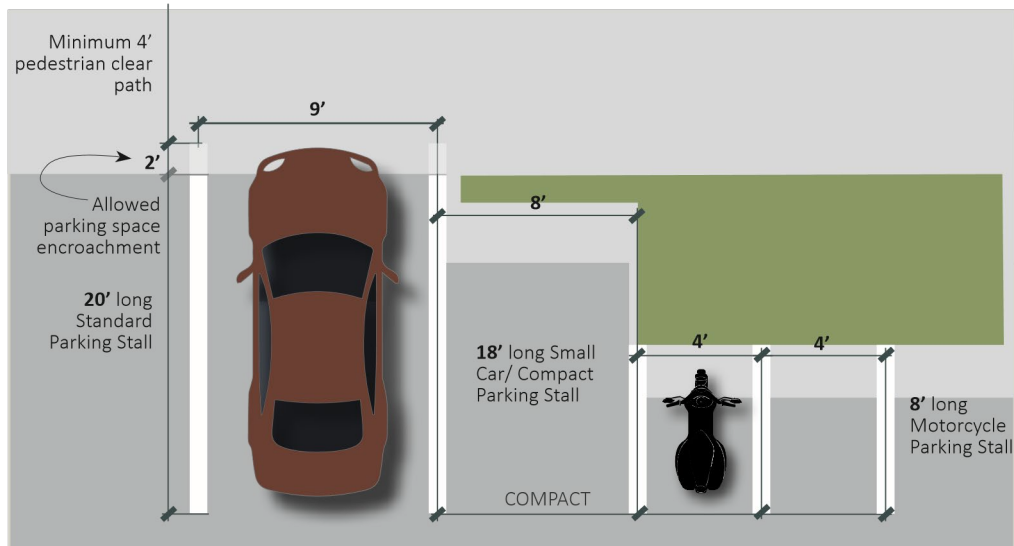 Minimum 4’
pedestrian clear
path
9’
2’
Allowed
parking space
encroachment
8’
20’ long
Standard
Parking Stall
18’ long Small
Car/ Compact
Parking Stall
4’
4’
8’ long
Motorcycle
Parking Stall
COMPACT